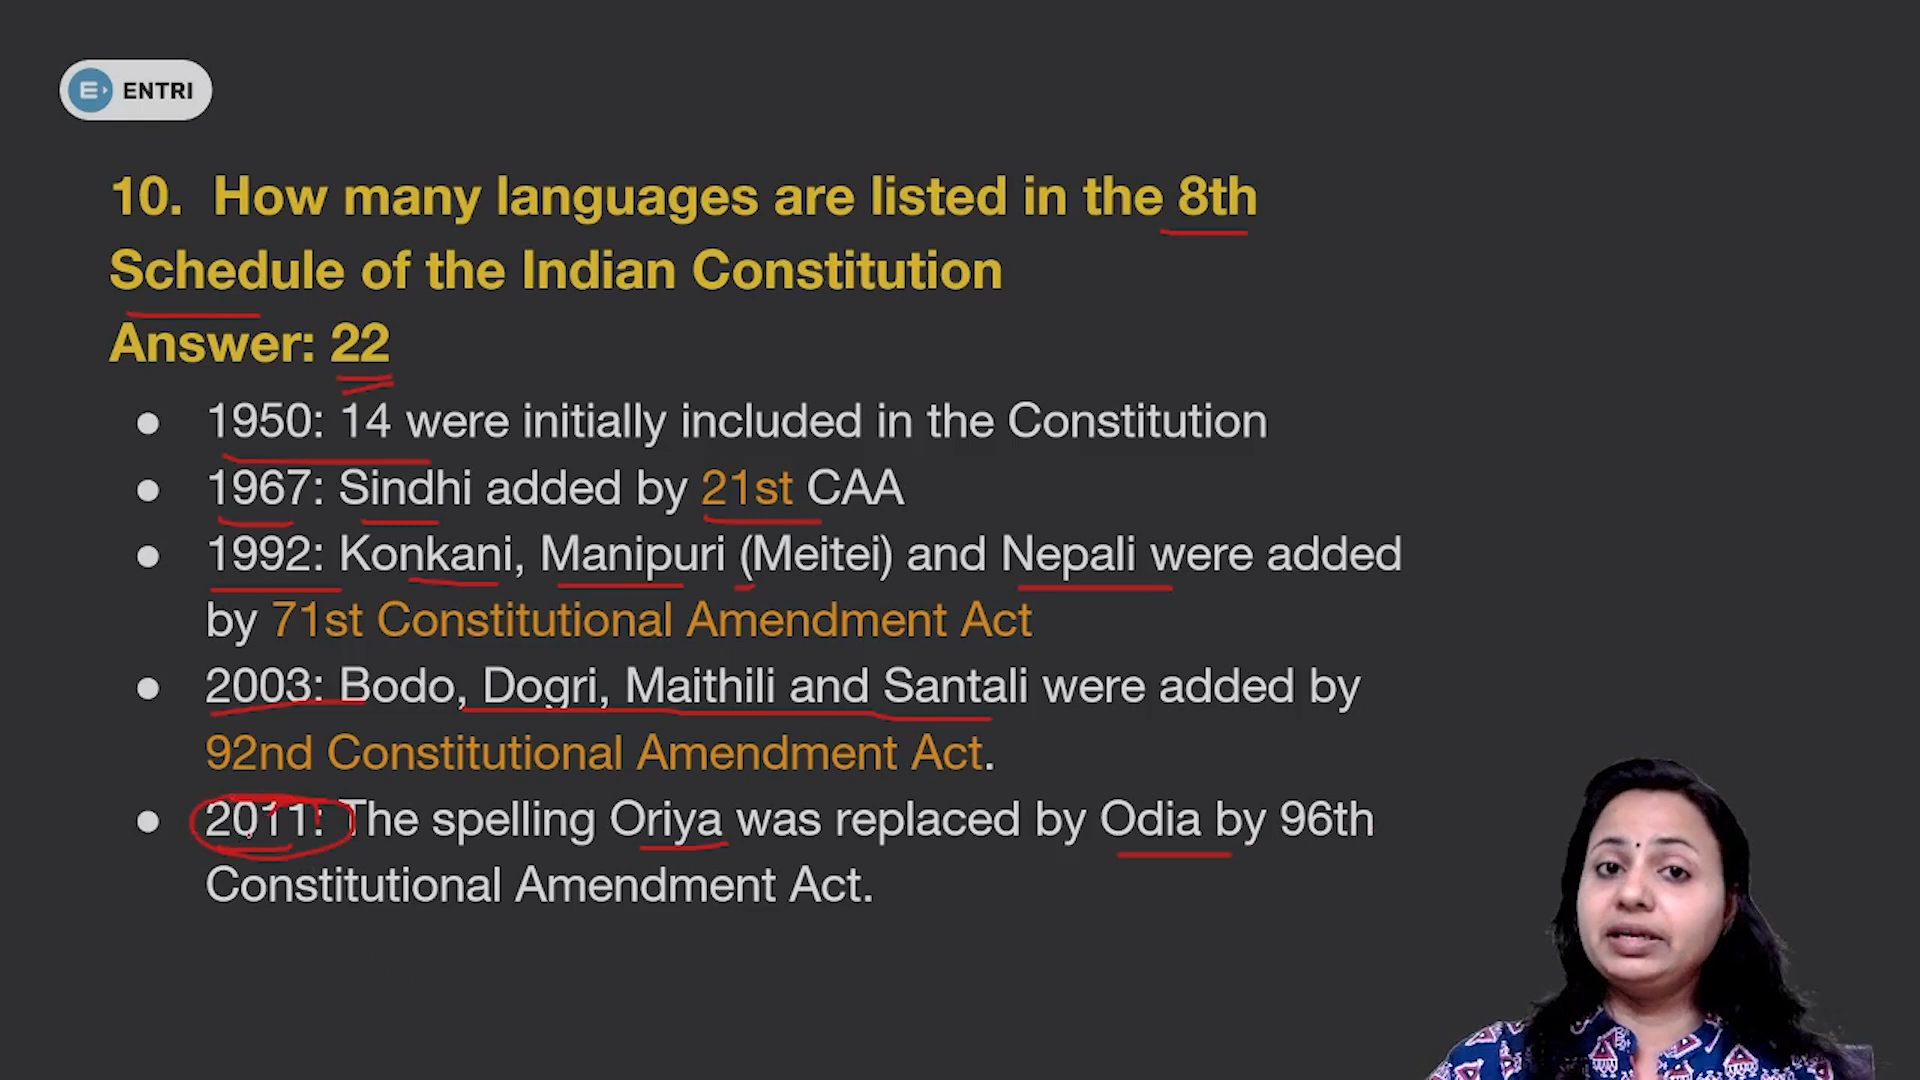 ENTRI
10. How many languages are listed in the 8th
Schedule of the Indian Constitution
Answer: 22
● 1950: 14 were initially included in the Constitution
● 1967: Sindhi added by 21st CAA
● 1992: Konkani, Manipuri (Meitei) and Nepali were added
by 71st Constitutional Amendment Act
● 2003: Bodo, Dogri, Maithili and Santali were added by
92nd Constitutional Amendment Act.
● 2011: The spelling Oriya was replaced by Odia by 96th
Constitutional Amendment Act.